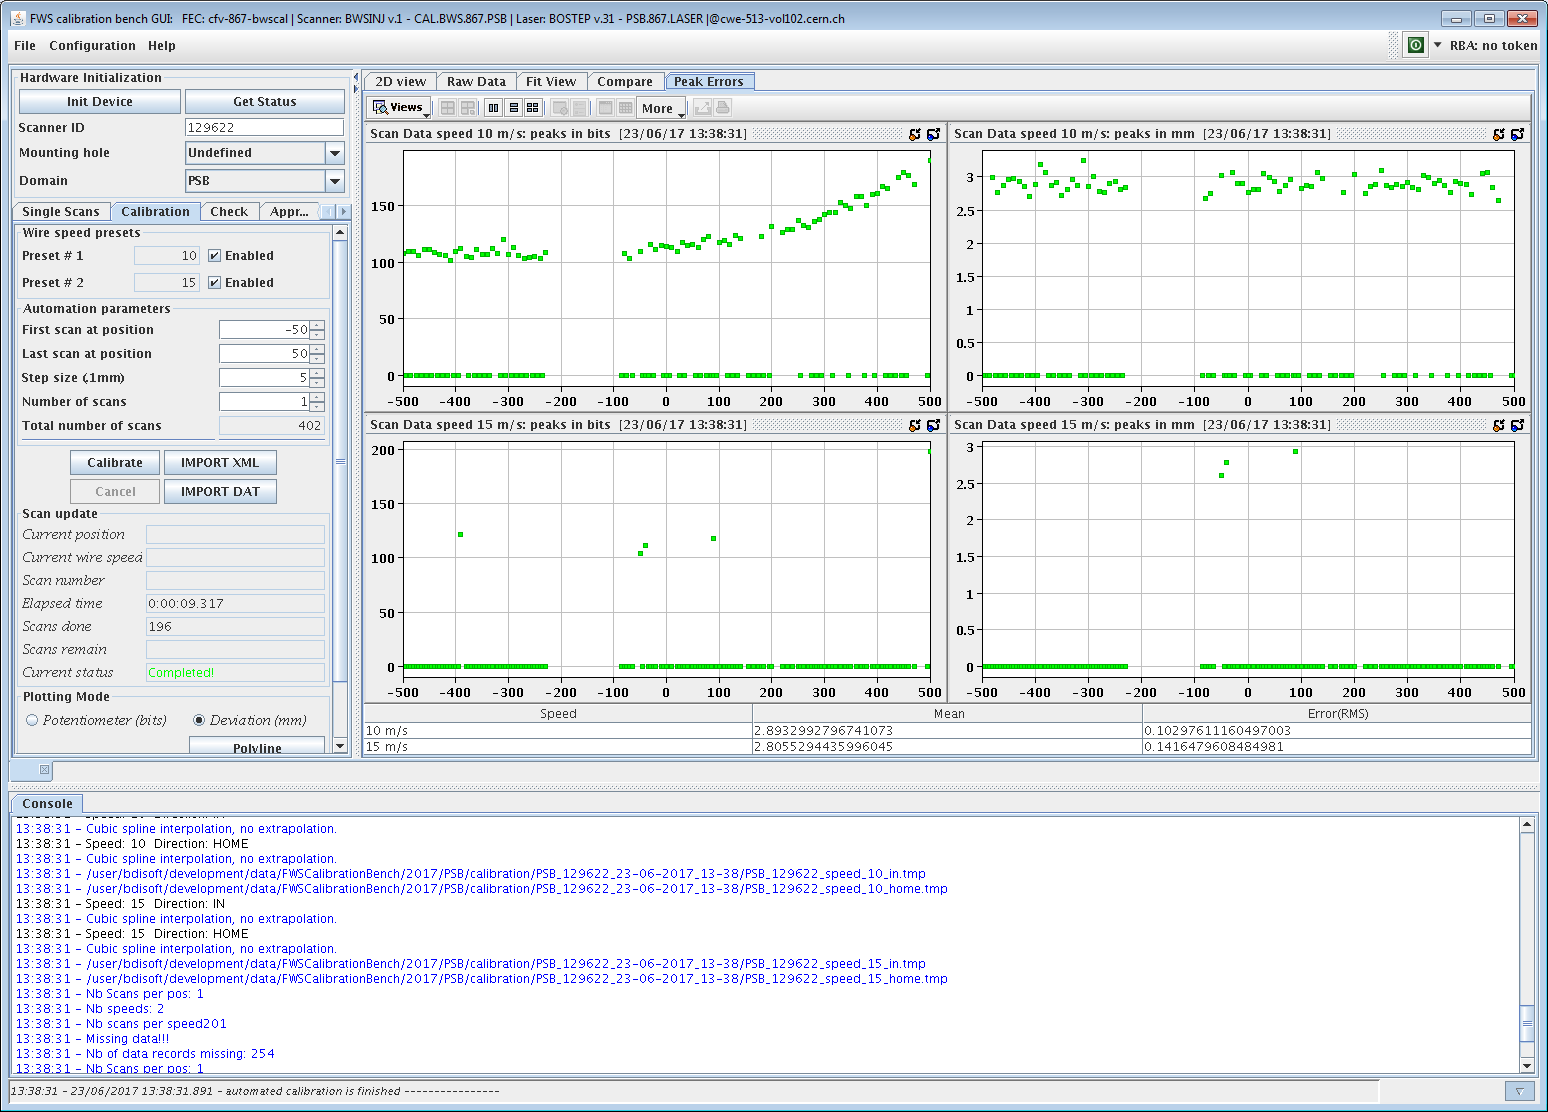 FWS calibration bench GUI:   FEC: cfv-867-bwscal | Scanner: BWSINJ v.1 - CAL.BWS.867.PSB | Laser: BOSTEP v.31 - PSB.867.LASER |@cwe-513-vol102.cern.ch
File Configuration Help
RBA: no token
Hardware Initialization
Init Device Get Status
Scanner ID 129622
Mounting hole Undefined
Domain PSB
Single Scans Calibration Check Appr...
Wire speed presets
Preset # 1 10 Enabled
Preset # 2 15 Enabled
Automation parameters
First scan at position -50
Last scan at position 50
Step size (.1mm) 5
Number of scans 1
Total number of scans 402
Calibrate IMPORT XML
Cancel IMPORT DAT
Scan update
Current position
Current wire speed
Scan number
Elapsed time 0:00:09.317
Scans done 196
Scans remain
Current status Completed!
Plotting Mode
Potentiometer (bits) Deviation (mm)
Polyline
2D view Raw Data Fit View Compare Peak Errors
Views More
Scan Data speed 10 m/s: peaks in bits [23/06/17 13:38:31]
150
100
50
0
-500 -400 -300 -200 -100 0 100 200 300 400 500
Scan Data speed 10 m/s: peaks in mm [23/06/17 13:38:31]
3
2.5
2
1.5
1
0.5
0
-500 -400 -300 -200 -100 0 100 200 300 400 500
Scan Data speed 15 m/s: peaks in bits [23/06/17 13:38:31]
200
150
100
50
0
-500 -400 -300 -200 -100 0 100 200 300 400 500
Scan Data speed 15 m/s: peaks in mm [23/06/17 13:38:31]
3
2.5
2
1.5
1
0.5
0
-500 -400 -300 -200 -100 0 100 200 300 400 500
Speed Mean Error(RMS)
10 m/s 2.8932992796741073 0.10297611160497003
15 m/s 2.8055294435996045 0.1416479608484981
Console
13:38:31 - Cubic spline interpolation, no extrapolation.
13:38:31 - Speed: 10  Direction: HOME
13:38:31 - Cubic spline interpolation, no extrapolation.
13:38:31 - /user/bdisoft/development/data/FWSCalibrationBench/2017/PSB/calibration/PSB_129622_23-06-2017_13-38/PSB_129622_speed_10_in.tmp
13:38:31 - /user/bdisoft/development/data/FWSCalibrationBench/2017/PSB/calibration/PSB_129622_23-06-2017_13-38/PSB_129622_speed_10_home.tmp
13:38:31 - Speed: 15  Direction: IN
13:38:31 - Cubic spline interpolation, no extrapolation.
13:38:31 - Speed: 15  Direction: HOME
13:38:31 - Cubic spline interpolation, no extrapolation.
13:38:31 - /user/bdisoft/development/data/FWSCalibrationBench/2017/PSB/calibration/PSB_129622_23-06-2017_13-38/PSB_129622_speed_15_in.tmp
13:38:31 - /user/bdisoft/development/data/FWSCalibrationBench/2017/PSB/calibration/PSB_129622_23-06-2017_13-38/PSB_129622_speed_15_home.tmp
13:38:31 - Nb Scans per pos: 1
13:38:31 - Nb speeds: 2
13:38:31 - Nb scans per speed201
13:38:31 - Missing data!!!
13:38:31 - Nb of data records missing: 254
13:38:31 - Nb Scans per pos: 1
13:38:31 - 23/06/2017 13:38:31.891 - automated calibration is finished ----------------